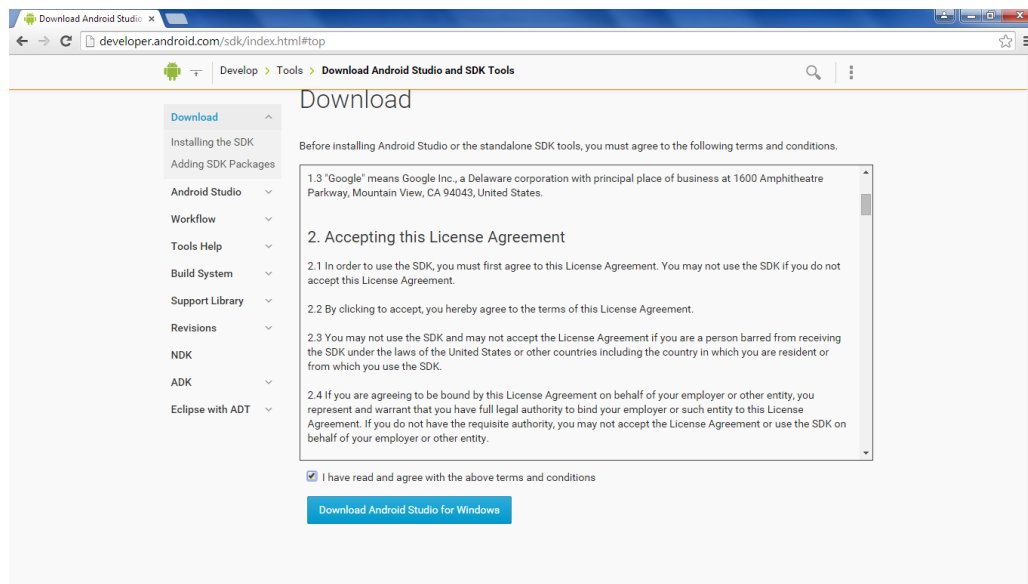 Download Android Studio
developer.android.com/sdk/index.html#top
Develop > Tools > Download Android Studio and SDK Tools
Download
Installing the SDK
Adding SDK Packages
Android Studio
Workflow
Tools Help
Build System
Support Library
Revisions
NDK
ADK
Eclipse with ADT
Download
Before installing Android Studio or the standalone SDK tools, you must agree to the following terms and conditions.
1.3 "Google" means Google Inc., a Delaware corporation with principal place of business at 1600 Amphitheatre
Parkway, Mountain View, CA 94043, United States.
2. Accepting this License Agreement
2.1 In order to use the SDK, you must first agree to this License Agreement. You may not use the SDK if you do not
accept this License Agreement.
2.2 By clicking to accept, you hereby agree to the terms of this License Agreement.
2.3 You may not use the SDK and may not accept the License Agreement if you are a person barred from receiving
the SDK under the laws of the United States or other countries including the country in which you are resident or
from which you use the SDK.
2.4 If you are agreeing to be bound by this License Agreement on behalf of your employer or other entity, you
represent and warrant that you have full legal authority to bind your employer or such entity to this License
Agreement. If you do not have the requisite authority, you may not accept the License Agreement or use the SDK on
behalf of your employer or other entity.
I have read and agree with the above terms and conditions
Download Android Studio for Windows